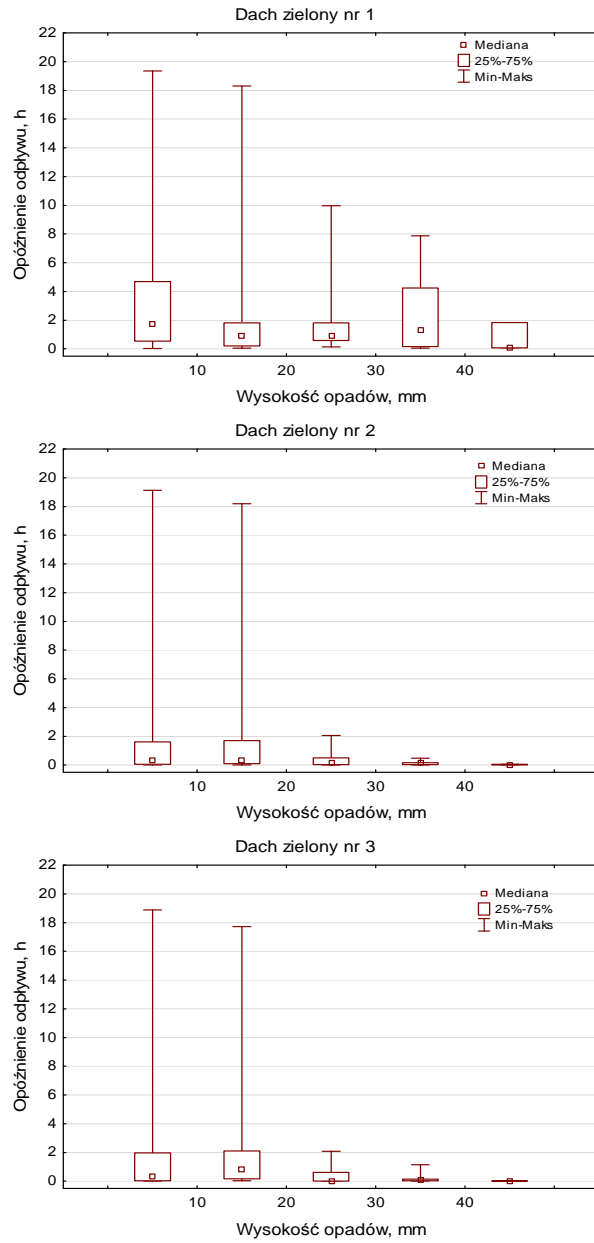 Dach zielony nr 1
22
20
18
16
14
12
10
8
6
4
2
0
Opóźnienie odpływu, h
Mediana
25%-75%
Min-Maks
10 20 30 40
Wysokość opadów, mm
Dach zielony nr 2
22
20
18
16
14
12
10
8
6
4
2
0
Opóźnienie odpływu, h
Mediana
25%-75%
Min-Maks
10 20 30 40
Wysokość opadów, mm
Dach zielony nr 3
22
20
18
16
14
12
10
8
6
4
2
0
Opóźnienie odpływu, h
Mediana
25%-75%
Min-Maks
10 20 30 40
Wysokość opadów, mm